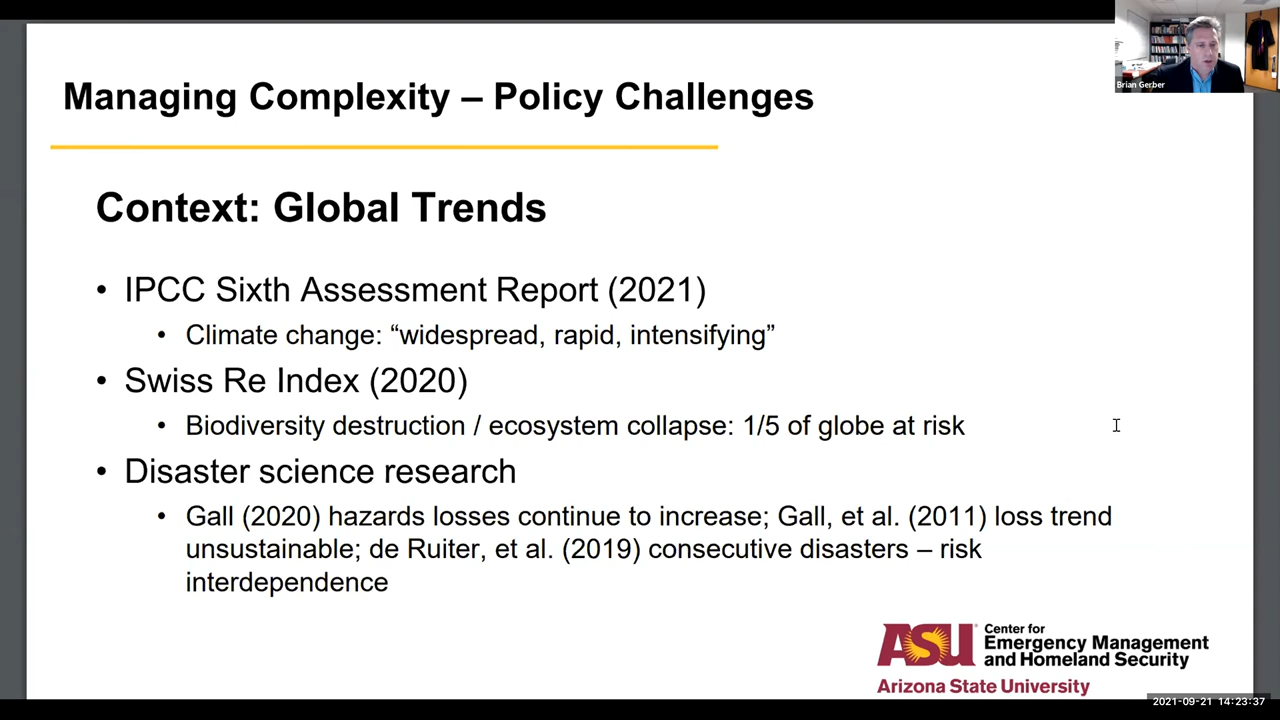 Managing Complexity – Policy Challenges
Brian Gerber
Context: Global Trends
• IPCC Sixth Assessment Report (2021)
• Climate change: “widespread, rapid, intensifying”
• Swiss Re Index (2020)
• Biodiversity destruction / ecosystem collapse: 1/5 of globe at risk
• Disaster science research
• Gall (2020) hazards losses continue to increase; Gall, et al. (2011) loss trend
unsustainable; de Ruiter, et al. (2019) consecutive disasters – risk
interdependence
ASU
Center for
Emergency Management
and Homeland Security
Arizona State University
2021-09-21 14:23:37